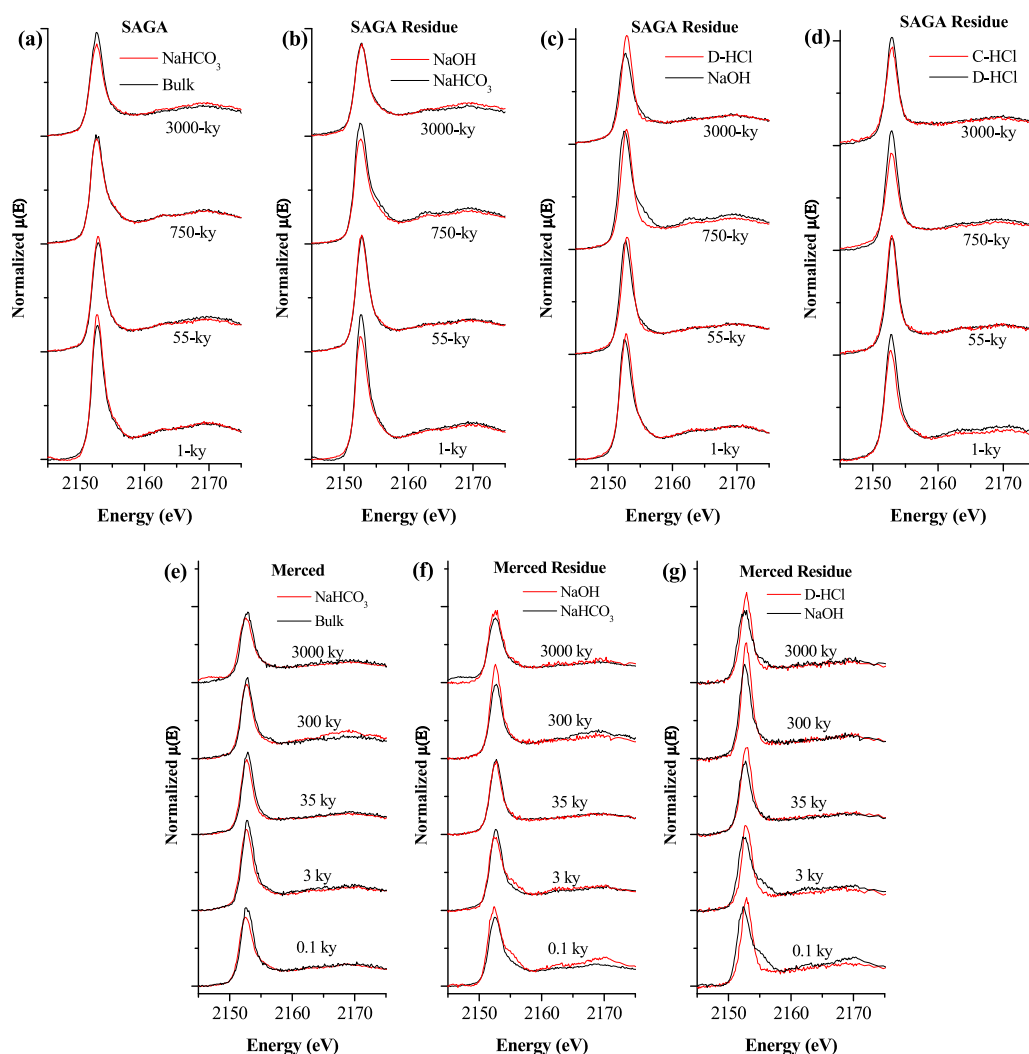 (a) SAGA
NaHCO3
Bulk
3000-ky
750-ky
55-ky
1-ky
Normalized μ(E)
2150 2160 2170
Energy (eV)
(b) SAGA Residue
NaOH
NaHCO3
3000-ky
750-ky
55-ky
1-ky
Normalized μ(E)
2150 2160 2170
Energy (eV)
(c) SAGA Residue
D-HCl
NaOH
3000-ky
750-ky
55-ky
1-ky
Normalized μ(E)
2150 2160 2170
Energy (eV)
(d) SAGA Residue
C-HCl
D-HCl
3000-ky
750-ky
55-ky
1-ky
Normalized μ(E)
2150 2160 2170
Energy (eV)
(e) Merced
NaHCO3
Bulk
3000 ky
300 ky
35 ky
3 ky
0.1 ky
Normalized μ(E)
2150 2160 2170
Energy (eV)
(f) Merced Residue
NaOH
NaHCO3
3000 ky
300 ky
35 ky
3 ky
0.1 ky
Normalized μ(E)
2150 2160 2170
Energy (eV)
(g) Merced Residue
D-HCl
NaOH
3000 ky
300 ky
35 ky
3 ky
0.1 ky
Normalized μ(E)
2150 2160 2170
Energy (eV)